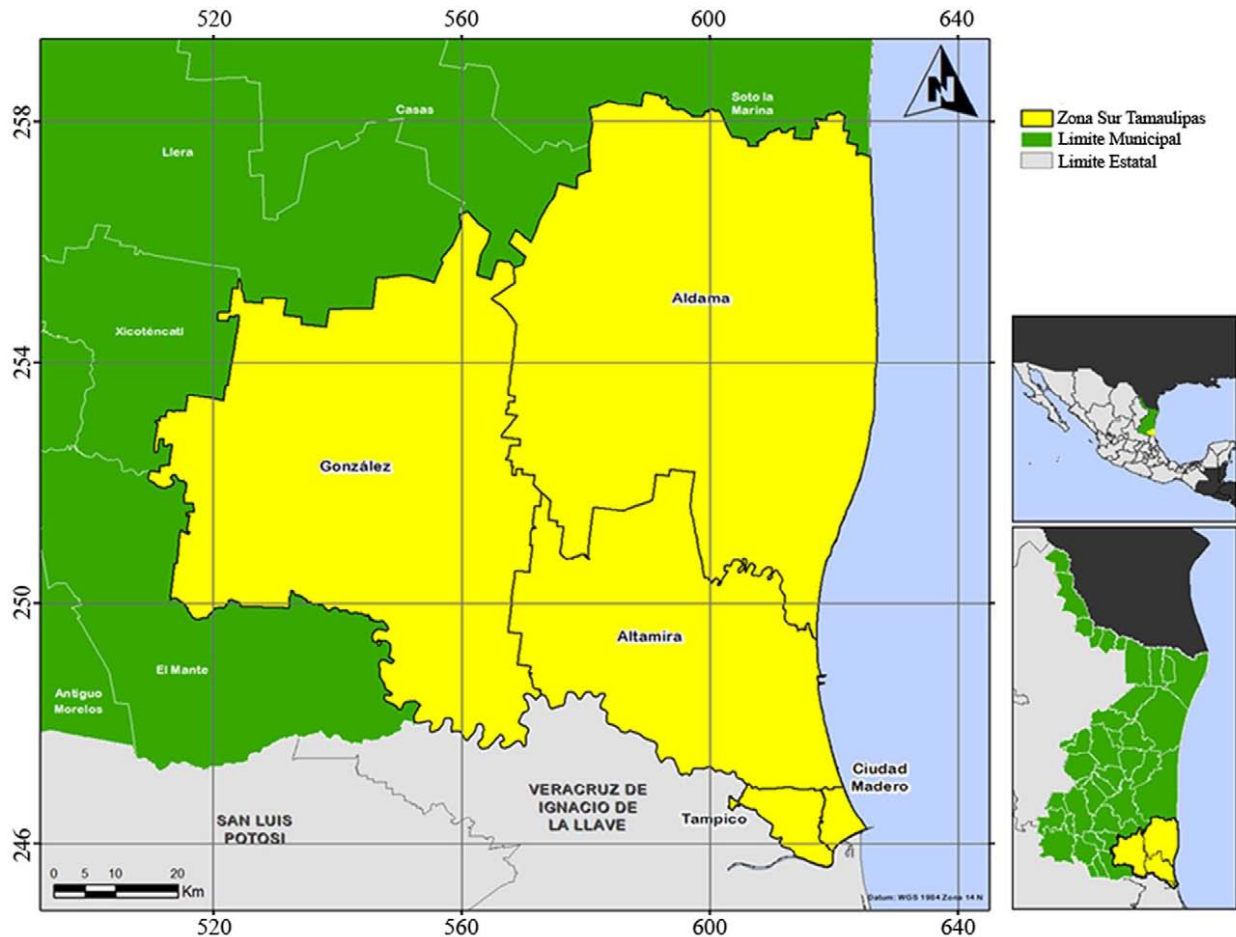 520
560
600
640
258
254
250
246
N
Soto la
Marina
Casas
Llera
Xicoténcatl
Aldama
González
Altamira
El Mante
Antiguo
Morelos
Ciudad
Madero
Tampico
VERACRUZ DE
IGNACIO DE
LA LLAVE
SAN LUIS
POTOSI
0 5 10 20
Km
Datum: WGS 1984 Zona 14 N
520
560
600
640
Zona Sur Tamaulipas
Limite Municipal
Limite Estatal